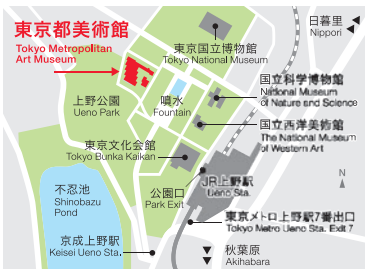 東京都美術館
Tokyo Metropolitan
Art Museum
日暮里
Nippori
東京国立博物館
Tokyo National Museum
国立科学博物館
National Museum
of Nature and Science
上野公園
Ueno Park
噴水
Fountain
国立西洋美術館
The National Museum
of Western Art
東京文化会館
Tokyo Bunka Kaikan
不忍池
Shinobazu
Pond
公園口
Park Exit
JR上野駅
Ueno Sta.
N
東京メトロ上野駅7番出口
Tokyo Metro Ueno Sta. Exit 7
京成上野駅
Keisei Ueno Sta.
秋葉原
Akihabara